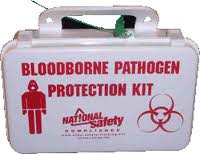 BLOODBORNE PATHOGEN
PROTECTION KIT
NATIONAL
safety
COMPLIANCE